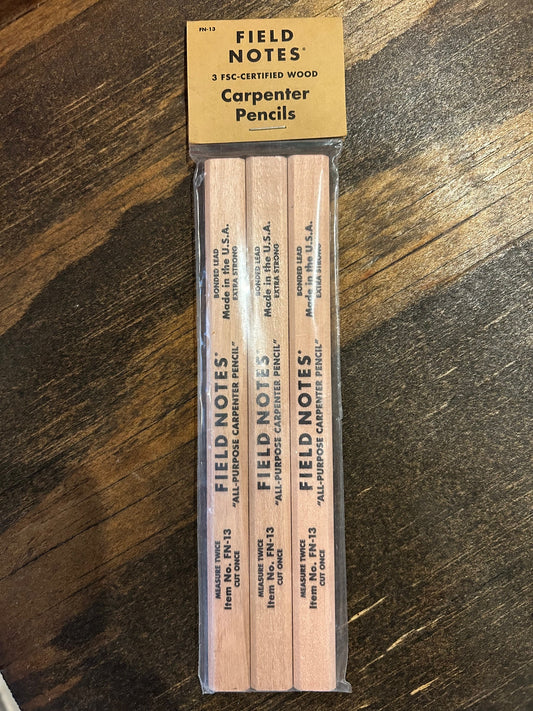 FN-13
FIELD
NOTES®
3 FSC-CERTIFIED WOOD
Carpenter
Pencils
MEASURE TWICE
CUT ONCE
Item No. FN-13
FIELD NOTES®
"ALL-PURPOSE CARPENTER PENCIL"
BONDED LEAD
EXTRA STRONG
Made in the U.S.A.
MEASURE TWICE
CUT ONCE
Item No. FN-13
FIELD NOTES®
"ALL-PURPOSE CARPENTER PENCIL"
BONDED LEAD
EXTRA STRONG
Made in the U.S.A.
MEASURE TWICE
CUT ONCE
Item No. FN-13
FIELD NOTES®
"ALL-PURPOSE CARPENTER PENCIL"
BONDED LEAD
EXTRA STRONG
Made in the U.S.A.